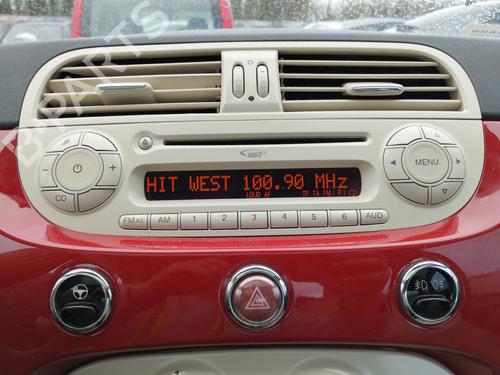 B-PARTS
mp3
HIT WEST 100.90 MHz
LOUD AF TP TA FM I P I CD
CD
MENU
FM AS AM 1 2 3 4 5 6 AUD